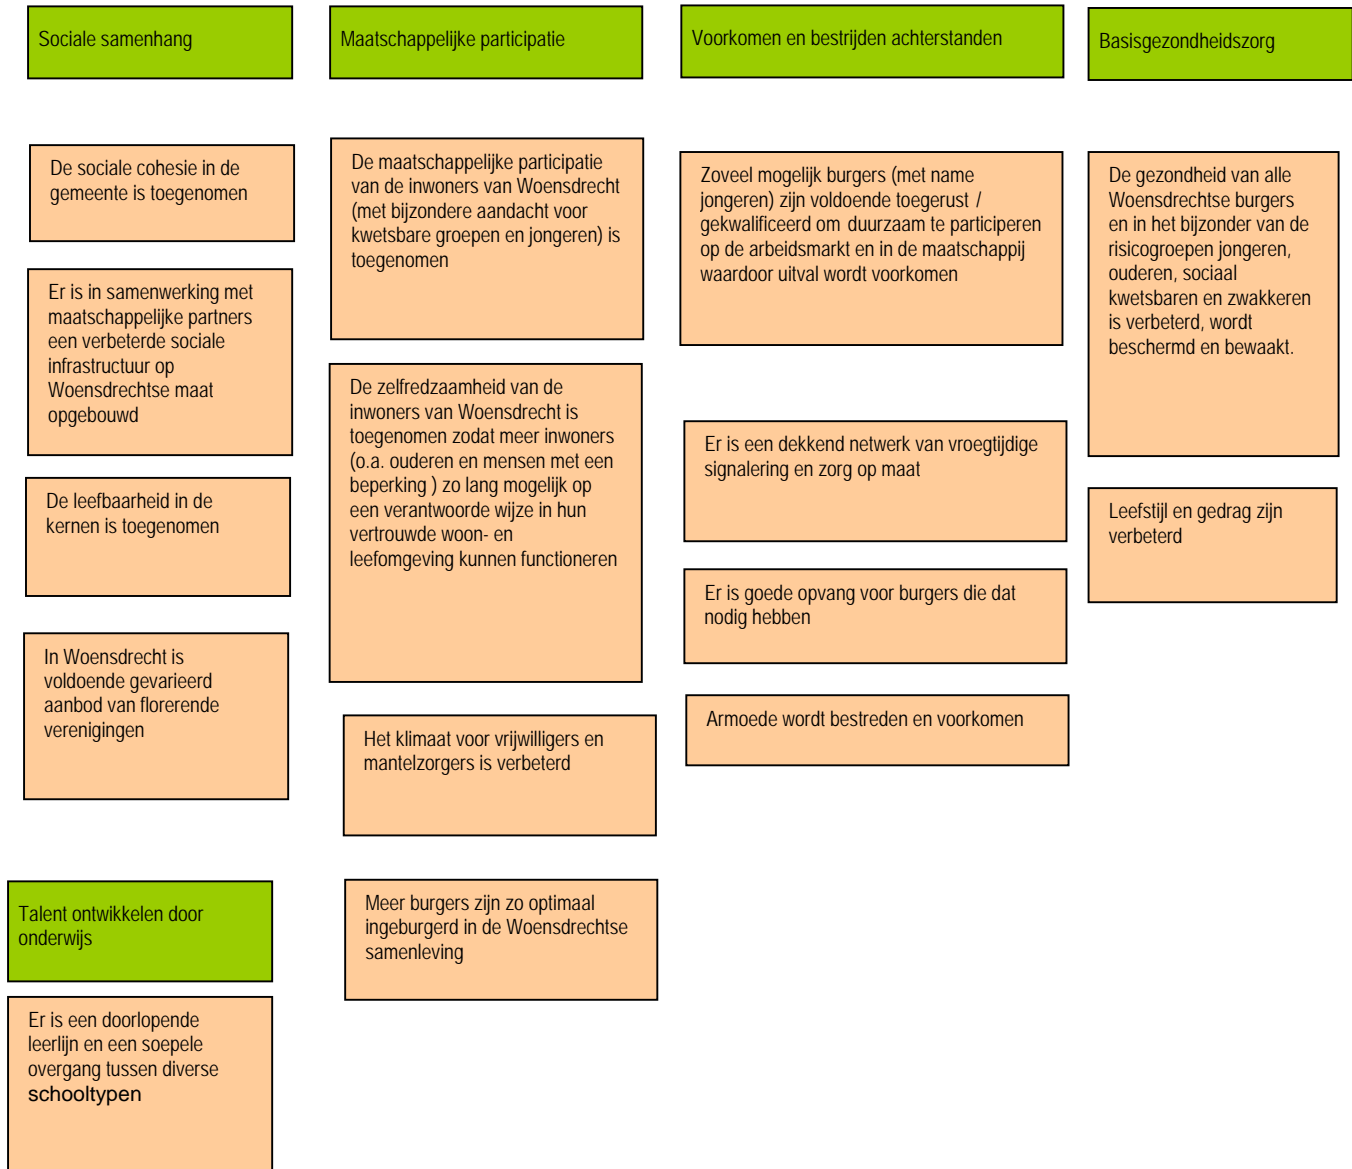 Sociale samenhang
Maatschappelijke participatie
Voorkomen en bestrijden achterstanden
Basisgezondheidszorg
De sociale cohesie in de
gemeente is toegenomen
Er is in samenwerking met
maatschappelijke partners
een verbeterde sociale
infrastructuur op
Woensdrechtse maat
opgebouwd
De leefbaarheid in de
kernen is toegenomen
In Woensdrecht is
voldoende gevarieerd
aanbod van florerende
verenigingen
De maatschappelijke participatie
van de inwoners van Woensdrecht
(met bijzondere aandacht voor
kwetsbare groepen en jongeren) is
toegenomen
De zelfredzaamheid van de
inwoners van Woensdrecht is
toegenomen zodat meer inwoners
(o.a. ouderen en mensen met een
beperking ) zo lang mogelijk op
een verantwoorde wijze in hun
vertrouwde woon- en
leefomgeving kunnen functioneren
Het klimaat voor vrijwilligers en
mantelzorgers is verbeterd
Meer burgers zijn zo optimaal
ingeburgerd in de Woensdrechtse
samenleving
Zoveel mogelijk burgers (met name
jongeren) zijn voldoende toegerust /
gekwalificeerd om duurzaam te participeren
op de arbeidsmarkt en in de maatschappij
waardoor uitval wordt voorkomen
Er is een dekkend netwerk van vroegtijdige
signalering en zorg op maat
Er is goede opvang voor burgers die dat
nodig hebben
Armoede wordt bestreden en voorkomen
De gezondheid van alle
Woensdrechtse burgers
en in het bijzonder van de
risicogroepen jongeren,
ouderen, sociaal
kwetsbaren en zwakkeren
is verbeterd, wordt
beschermd en bewaakt.
Leefstijl en gedrag zijn
verbeterd
Talent ontwikkelen door
onderwijs
Er is een doorlopende
leerlijn en een soepele
overgang tussen diverse
schooltypen